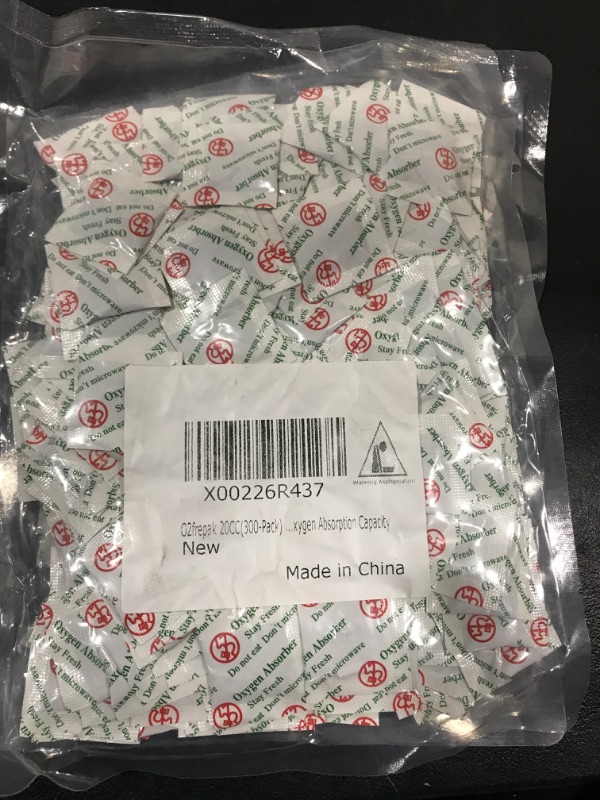 X00226R437
Warning Asphyxiation
O2frepak 20CC(300-Pack) ...xygen Absorption Capacity
New
Made in China
Oxygen Absorber
Stay Fresh
Do not eat Don't microwave